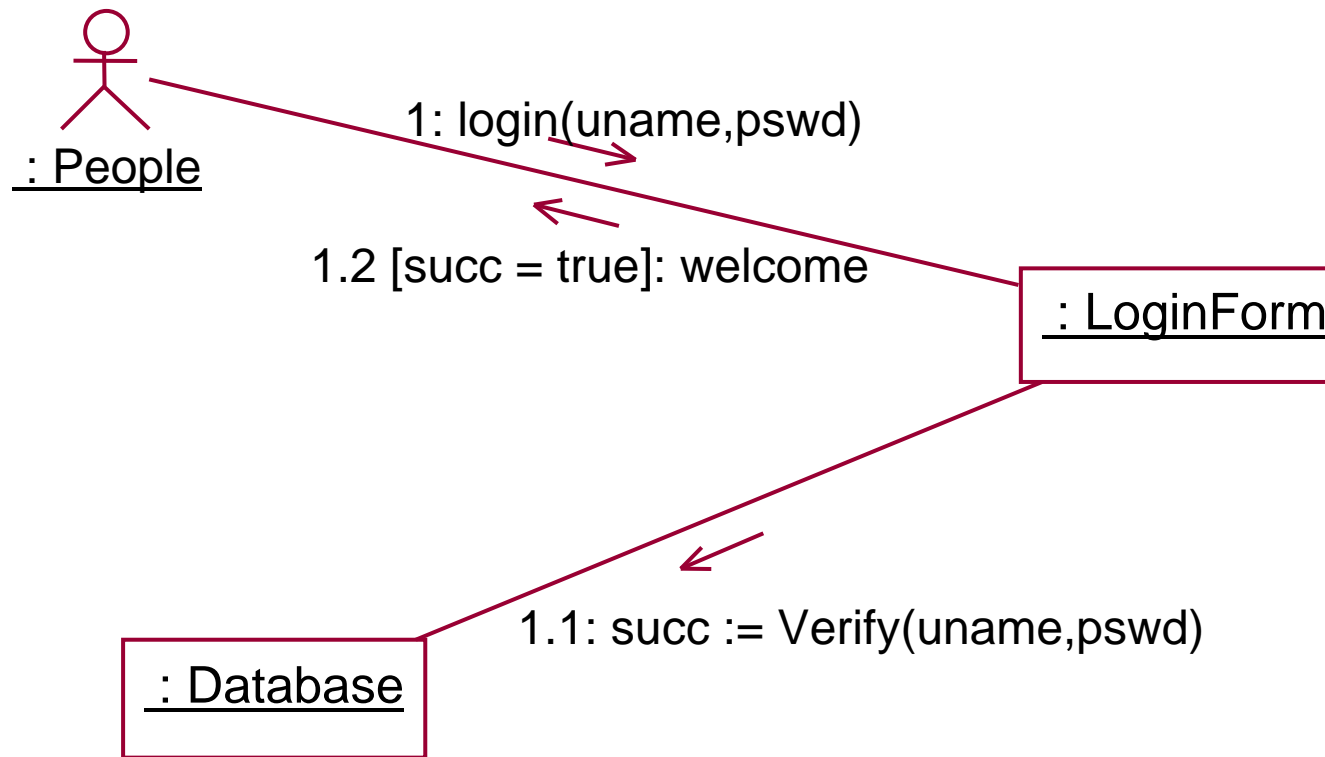 1: login(uname,pswd)
: People
1.2 [succ = true]: welcome
: LoginForm
1.1: succ := Verify(uname,pswd)
: Database